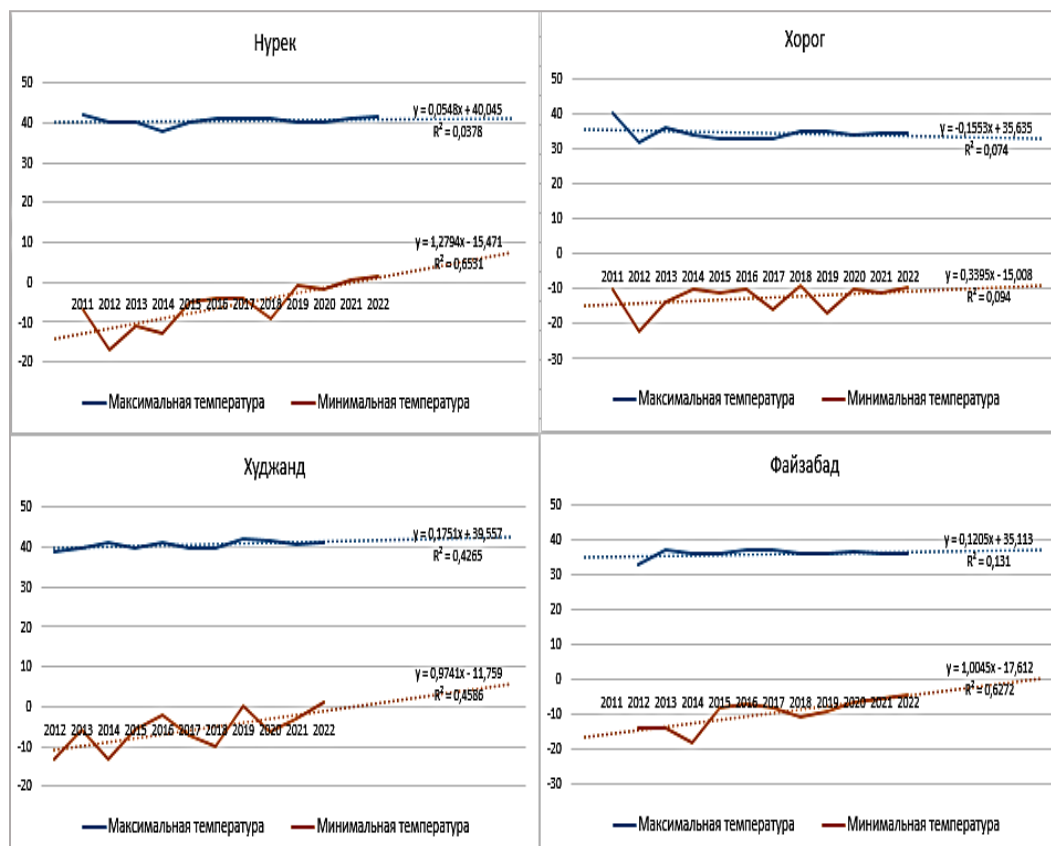 Нурек
50
40
30
20
10
0
-10
-20
y = 0,0548x + 40,045
R² = 0,0378
y = 1,2794x - 15,471
R² = 0,6531
2011 2012 2013 2014 2015 2016 2017 2018 2019 2020 2021 2022
Максимальная температура Минимальная температура
Хорог
50
40
30
20
10
0
-10
-20
-30
y = -0,1553x + 35,635
R² = 0,074
2011 2012 2013 2014 2015 2016 2017 2018 2019 2020 2021 2022
y = 0,3395x - 15,008
R² = 0,094
Максимальная температура Минимальная температура
Худжанд
50
40
30
20
10
0
-10
-20
y = 0,1751x + 39,557
R² = 0,4265
y = 0,9741x - 11,759
R² = 0,4586
2012 2013 2014 2015 2016 2017 2018 2019 2020 2021 2022
Максимальная температура Минимальная температура
Файзабад
50
40
30
20
10
0
-10
-20
-30
y = 0,1205x + 35,113
R² = 0,131
y = 1,0045x - 17,612
R² = 0,6272
2011 2012 2013 2014 2015 2016 2017 2018 2019 2020 2021 2022
Максимальная температура Минимальная температура